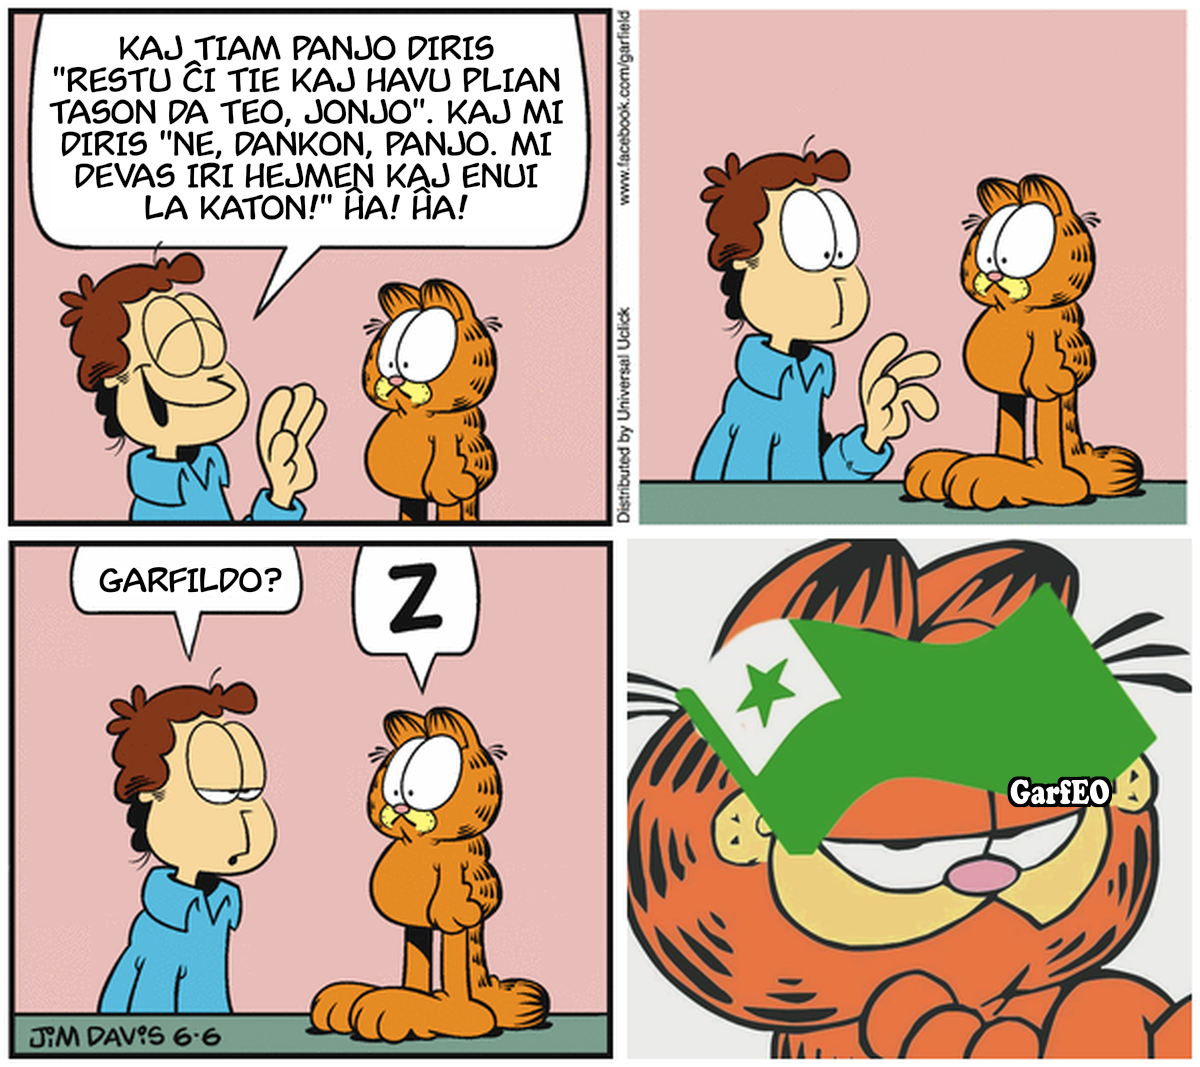 KAJ TIAM PANJO DIRIS
"RESTU ĈI TIE KAJ HAVU PLIAN
TASON DA TEO, JONJO". KAJ MI
DIRIS "NE, DANKON, PANJO. MI
DEVAS IRI HEJMEN KAJ ENUI
LA KATON!" ĤA! ĤA!
www.facebook.com/garfield
Distributed by Universal Uclick
GARFILDO?
Z
JIM DAVIS 6-6
GarfEO